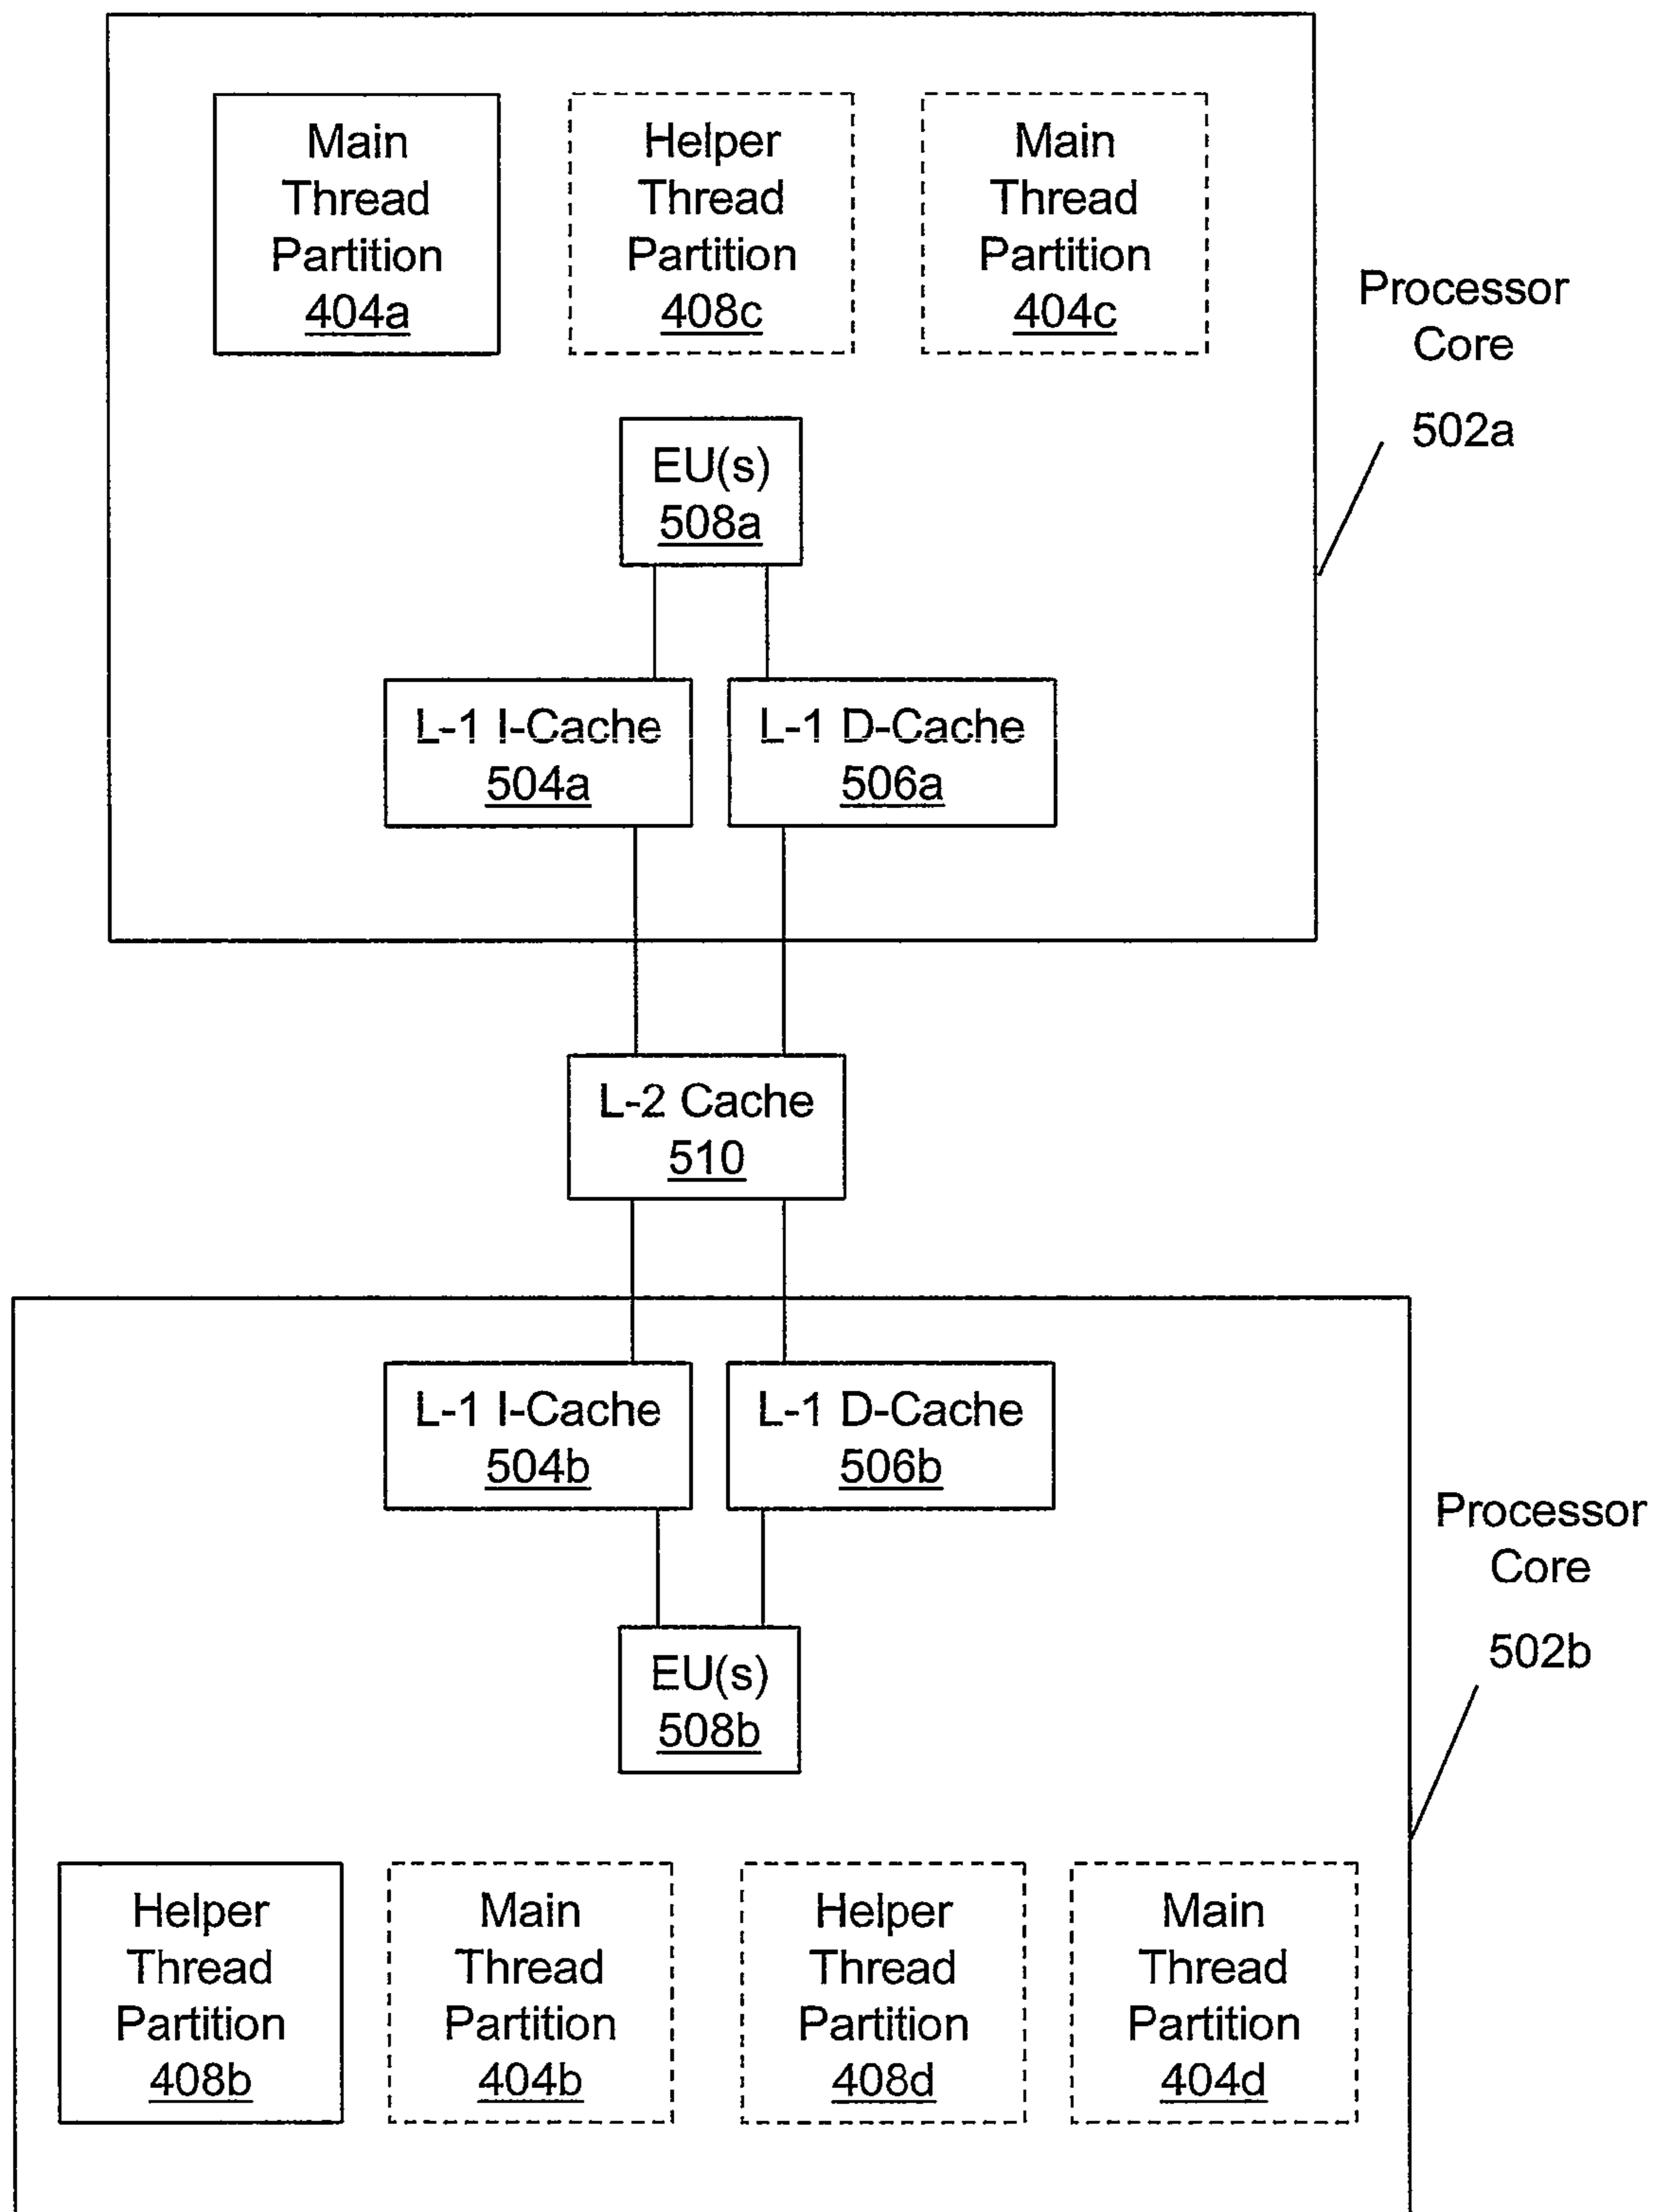 Main
Thread
Partition
404a
Helper
Thread
Partition
408c
Main
Thread
Partition
404c
Processor
Core
502a
EU(s)
508a
L-1 I-Cache
504a
L-1 D-Cache
506a
L-2 Cache
510
L-1 I-Cache
504b
L-1 D-Cache
506b
Processor
Core
502b
EU(s)
508b
Helper
Thread
Partition
408b
Main
Thread
Partition
404b
Helper
Thread
Partition
408d
Main
Thread
Partition
404d